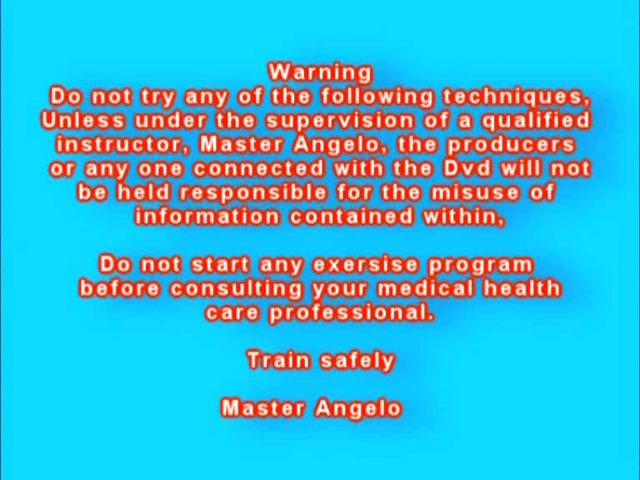 Warning
Do not try any of the following techniques,
Unless under the supervision of a qualified
instructor, Master Angelo, the producers
or any one connected with the Dvd will not
be held responsible for the misuse of
information contained within,
Do not start any exersise program
before consulting your medical health
care professional.
Train safely
Master Angelo